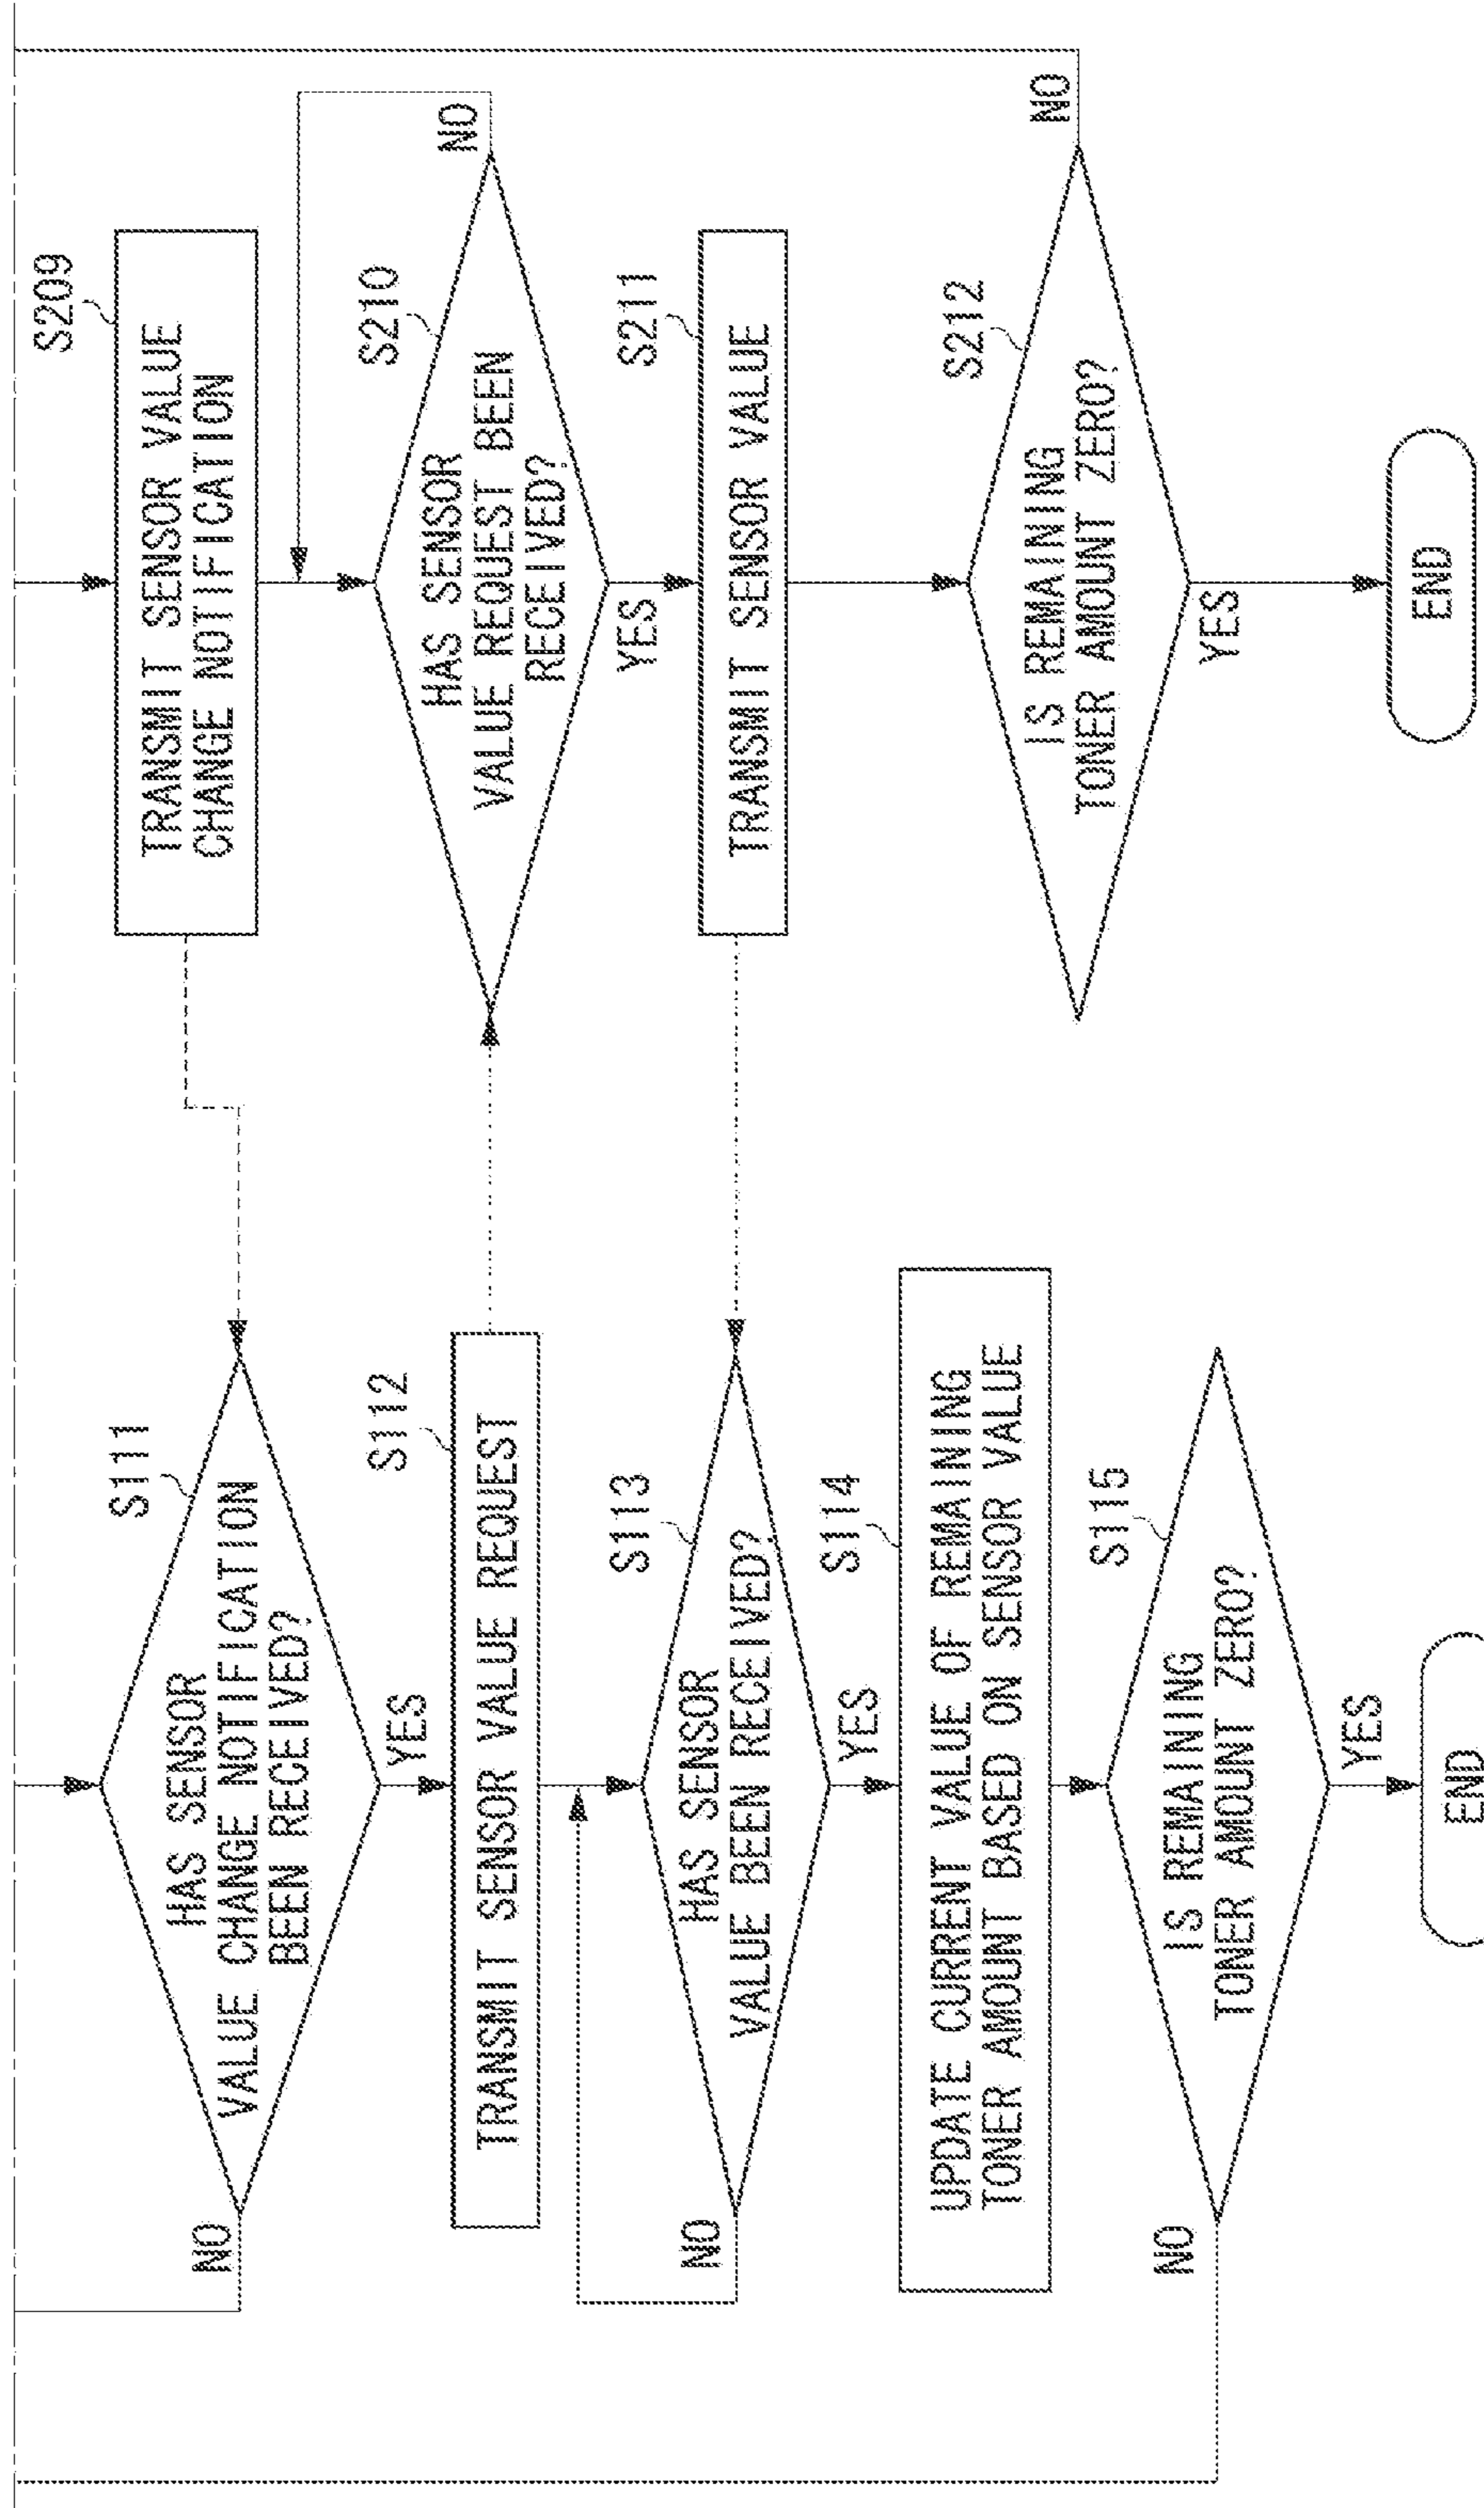 S111
HAS SENSOR
VALUE CHANGE NOTIFICATION
BEEN RECEIVED?
NO
YES
S112
TRANSMIT SENSOR VALUE REQUEST
S113
HAS SENSOR
VALUE BEEN RECEIVED?
NO
YES
S114
UPDATE CURRENT VALUE OF REMAINING
TONER AMOUNT BASED ON SENSOR VALUE
S115
IS REMAINING
TONER AMOUNT ZERO?
NO
YES
END
S209
TRANSMIT SENSOR VALUE
CHANGE NOTIFICATION
S210
HAS SENSOR
VALUE REQUEST BEEN
RECEIVED?
NO
YES
S211
TRANSMIT SENSOR VALUE
S212
IS REMAINING
TONER AMOUNT ZERO?
NO
YES
END